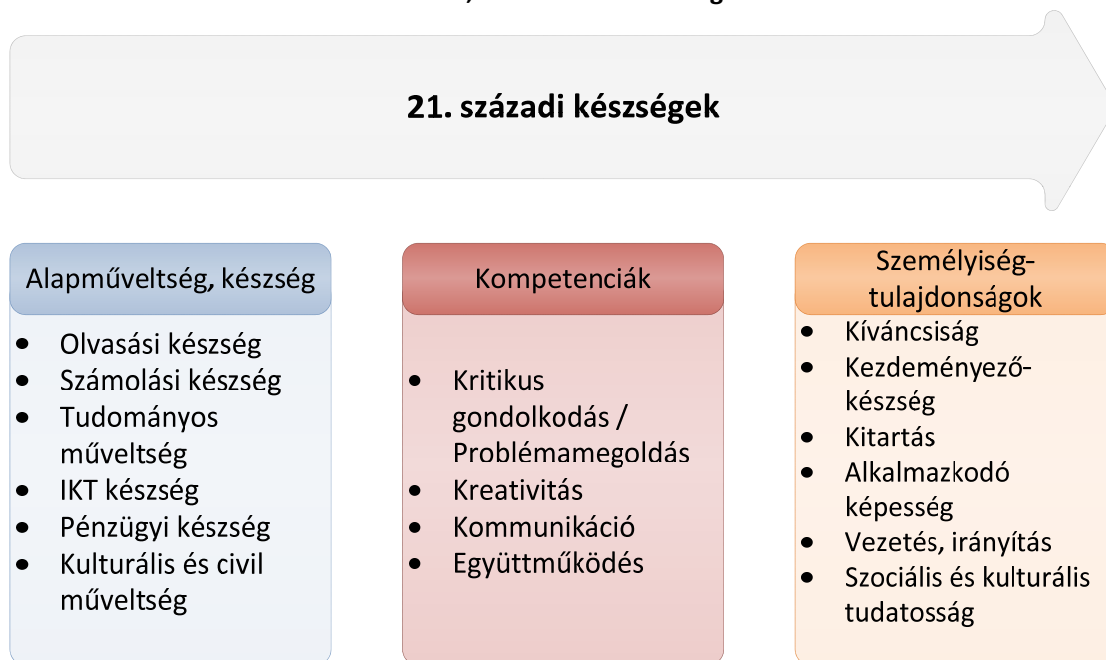 21. századi készségek
Alapműveltség, készség
• Olvasási készség
• Számolási készség
• Tudományos
műveltség
• IKT készség
• Pénzügyi készség
• Kulturális és civil
műveltség
Kompetenciák
• Kritikus
gondolkodás /
Problémamegoldás
• Kreativitás
• Kommunikáció
• Együttműködés
Személyiség-
tulajdonságok
• Kíváncsiság
• Kezdeményező-
készség
• Kitartás
• Alkalmazkodó
képesség
• Vezetés, irányítás
• Szociális és kulturális
tudatosság